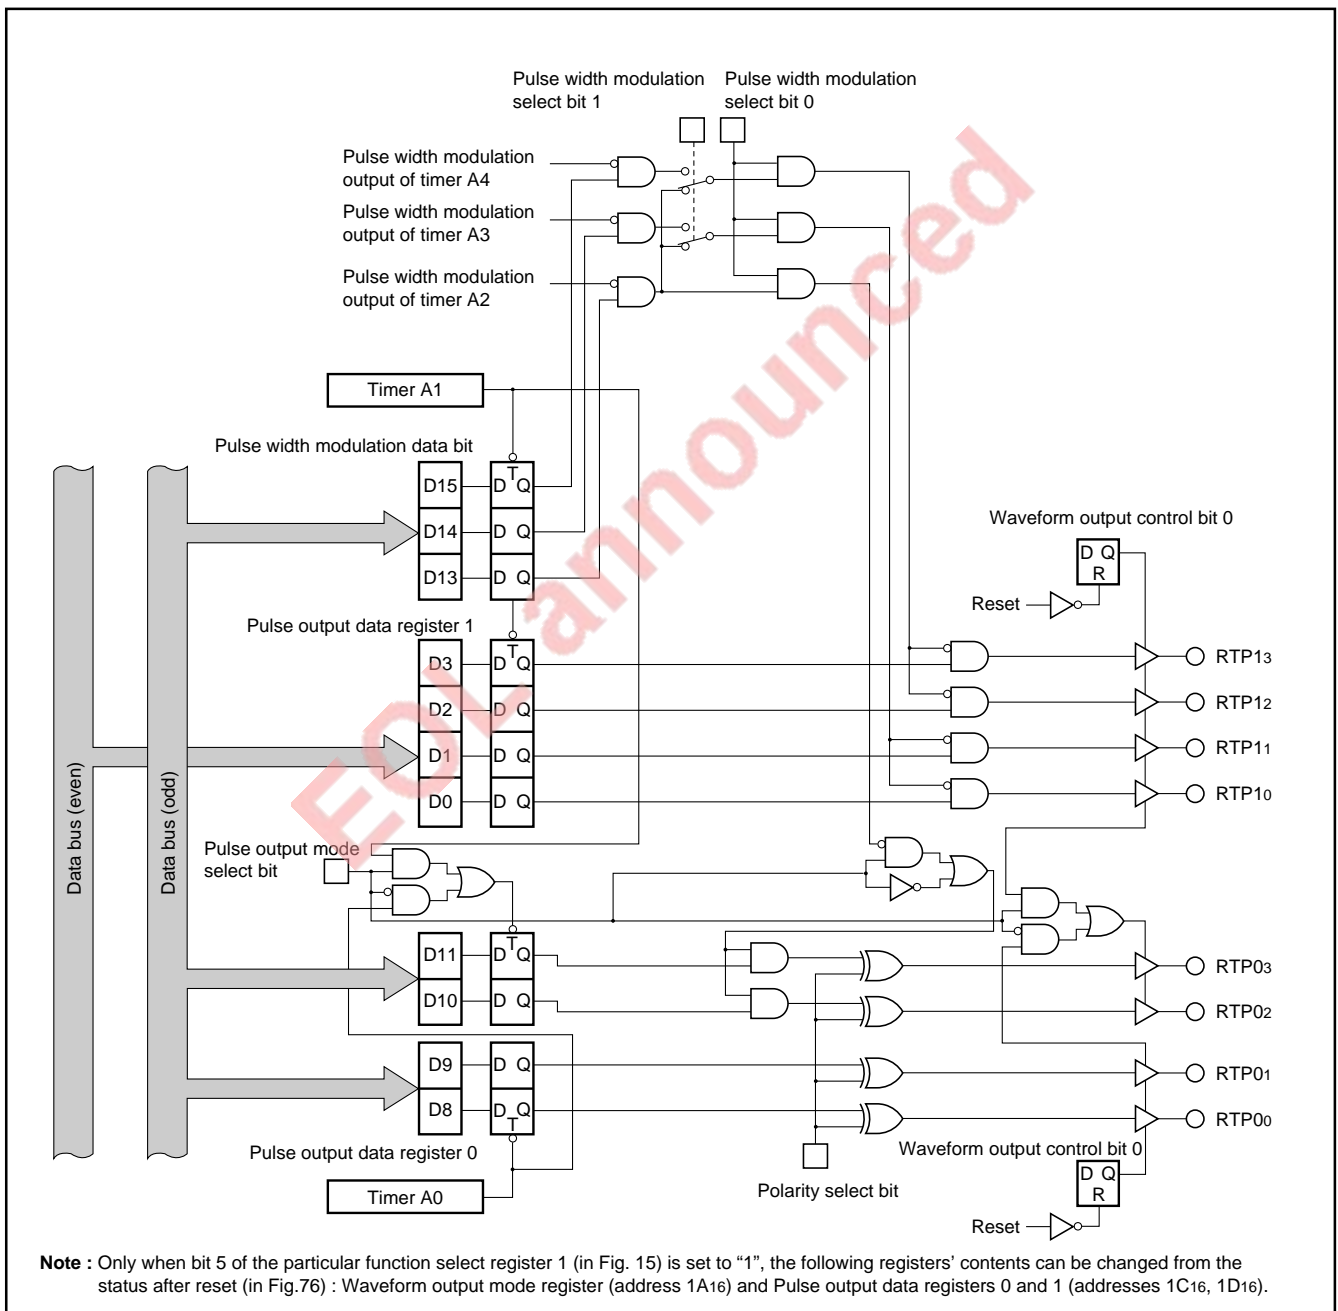 Pulse width modulation
select bit 1
Pulse width modulation
select bit 0
Pulse width modulation
output of timer A4
Pulse width modulation
output of timer A3
Pulse width modulation
output of timer A2
Timer A1
Pulse width modulation data bit
D15
D T Q
D14
D Q
D13
D Q
Waveform output control bit 0
D Q
R
Reset
Pulse output data register 1
D3
D T Q
RTP13
D2
D Q
RTP12
D1
D Q
RTP11
D0
D Q
RTP10
Data bus (even)
Data bus (odd)
Pulse output mode
select bit
D11
D T Q
RTP03
D10
D Q
RTP02
D9
D Q
RTP01
D8
D Q
T
RTP00
Pulse output data register 0
Waveform output control bit 0
D Q
R
Timer A0
Polarity select bit
Reset
EOL announced
Note : Only when bit 5 of the particular function select register 1 (in Fig. 15) is set to “1”, the following registers’ contents can be changed from the
status after reset (in Fig.76) : Waveform output mode register (address 1A16) and Pulse output data registers 0 and 1 (addresses 1C16, 1D16).